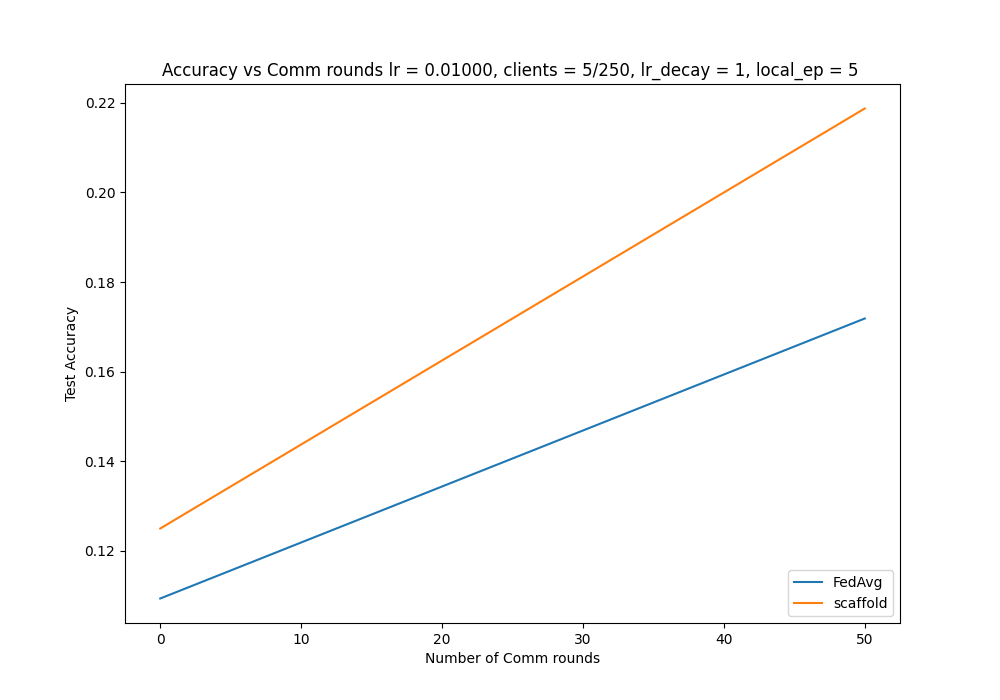 Accuracy vs Comm rounds lr = 0.01000, clients = 5/250, lr_decay = 1, local_ep = 5
0.22
0.20
0.18
0.16
0.14
0.12
Test Accuracy
FedAvg
scaffold
0 10 20 30 40 50
Number of Comm rounds